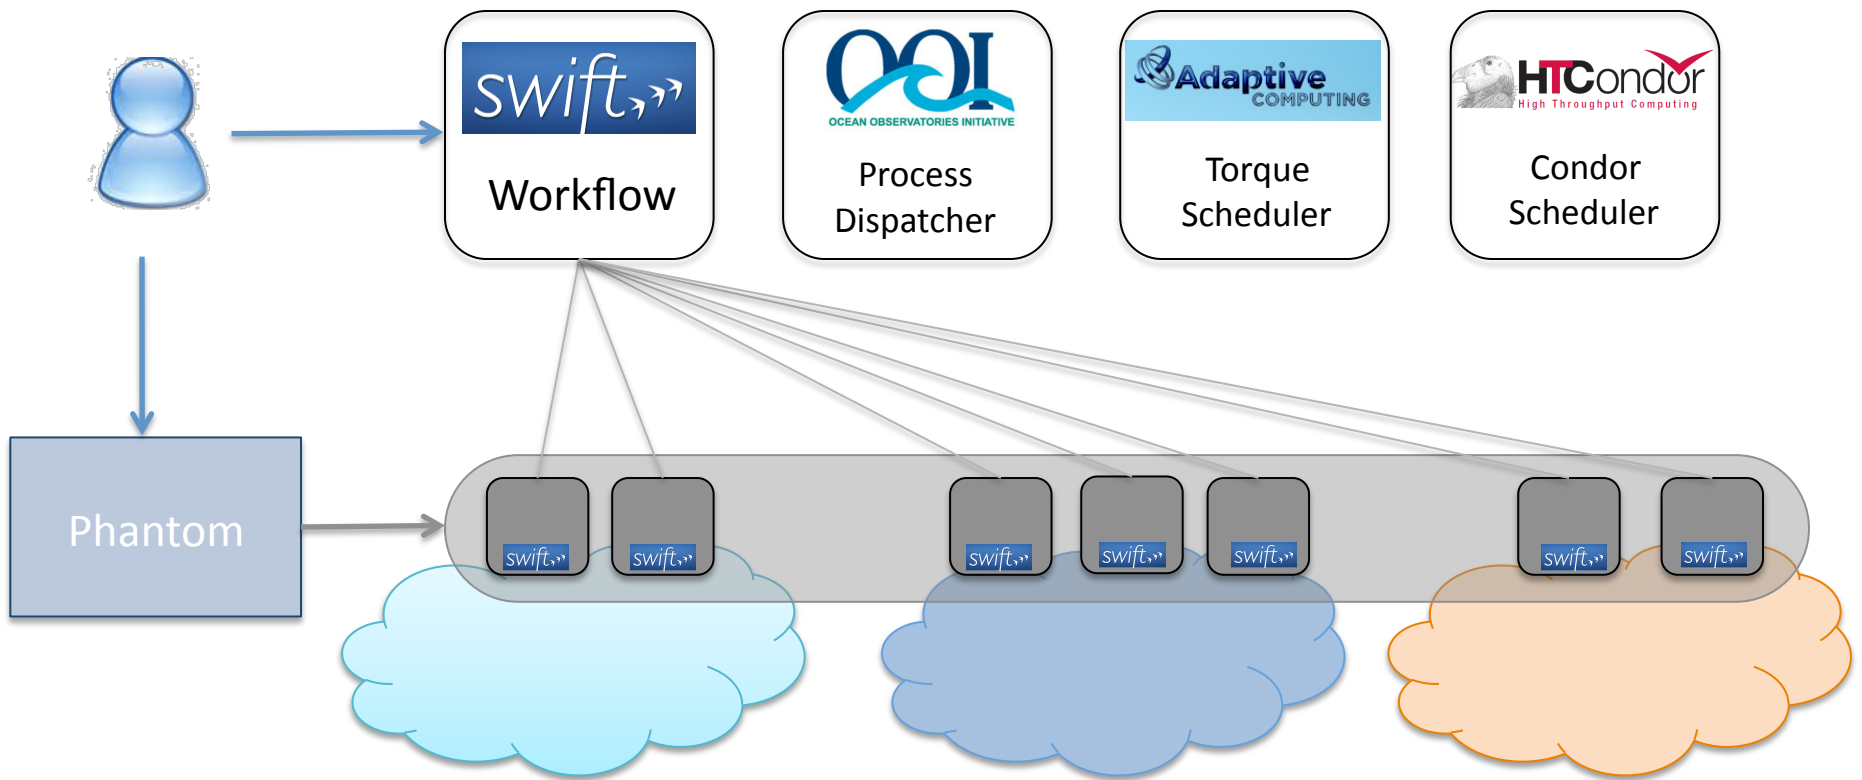 swift
Workflow
OOI
OCEAN OBSERVATORIES INITIATIVE
Process
Dispatcher
Adaptive
COMPUTING
Torque
Scheduler
HTCondor
High Throughput Computing
Condor
Scheduler
Phantom
swift
swift
swift
swift
swift
swift
swift